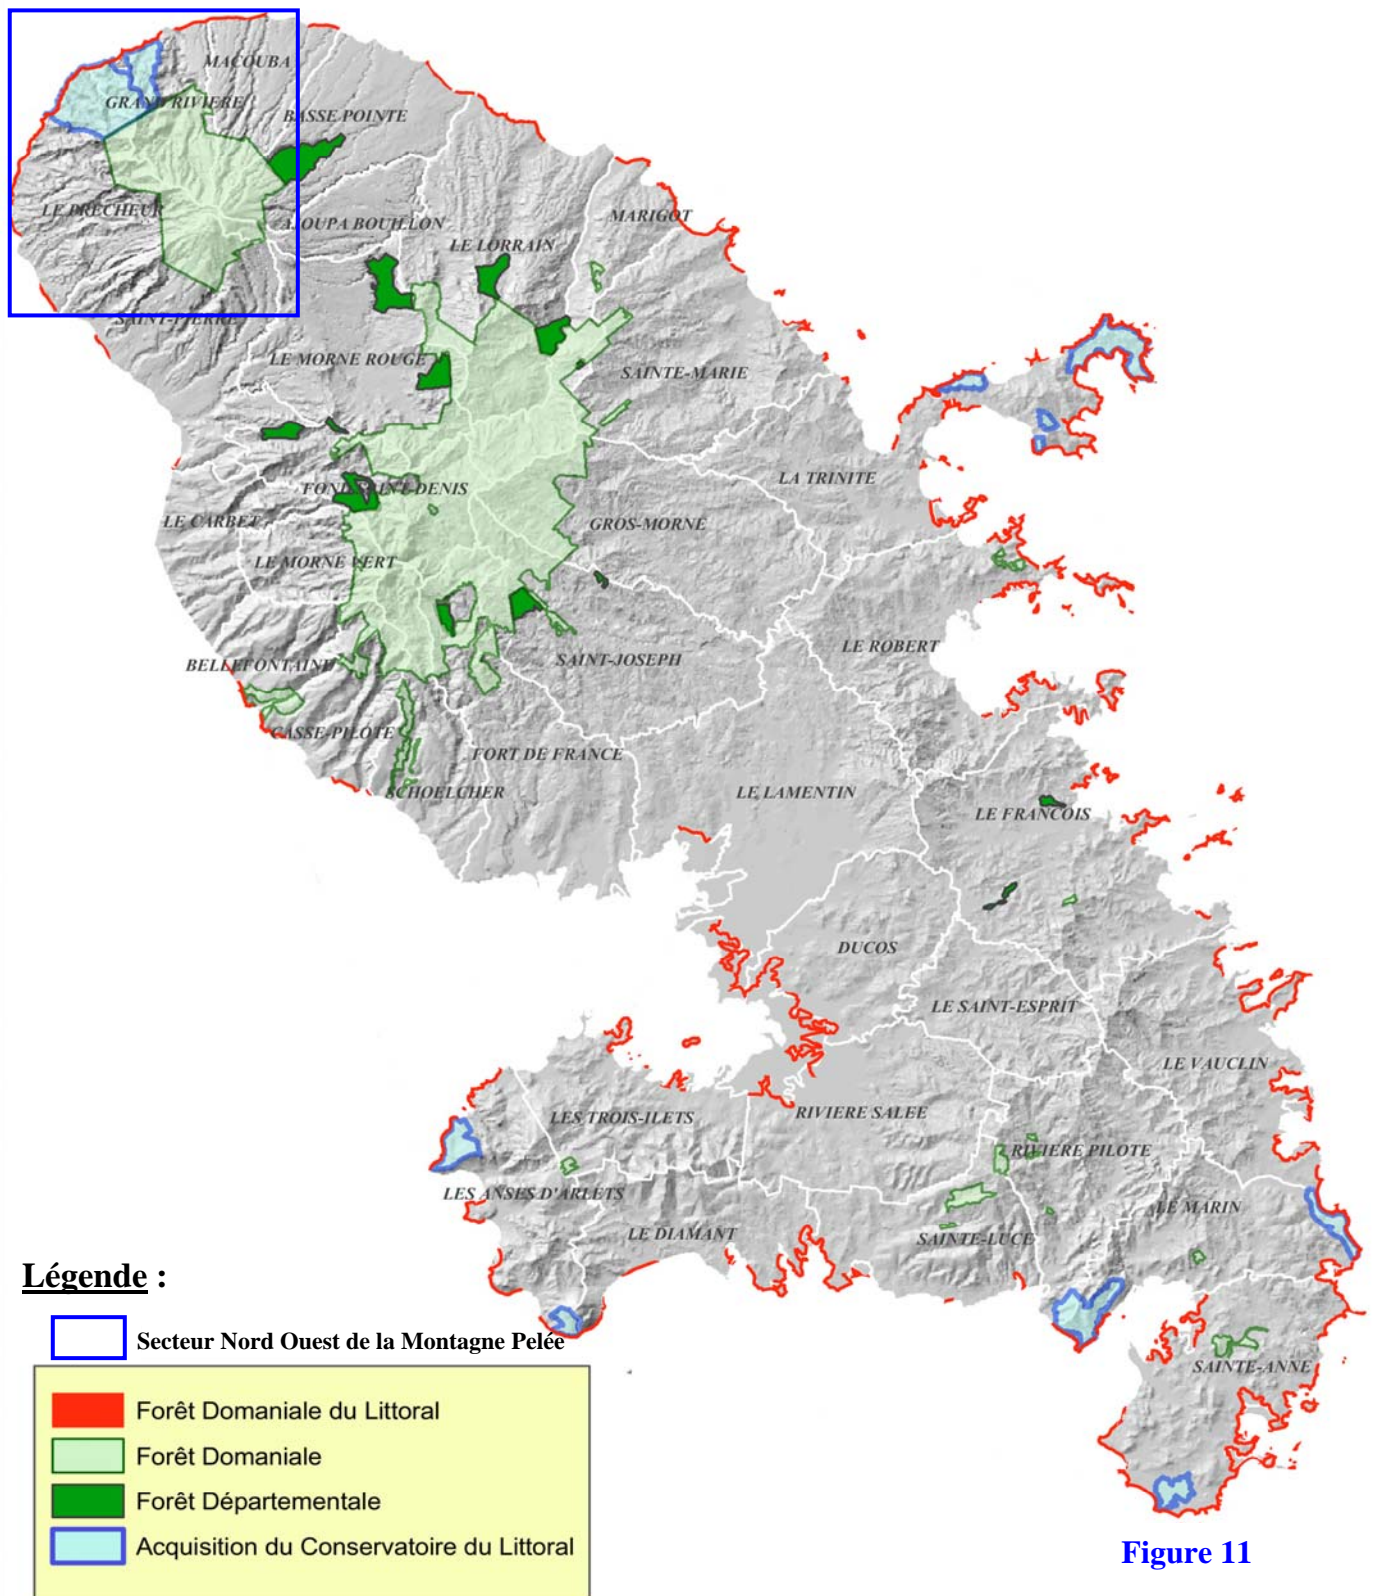 MACOUBA
GRAND RIVIERE
BASSE-POINTE
LE PRECHEUR
AJOUPA BOUILLON
LE LORRAIN
MARIGOT
SAINT-PIERRE
LE MORNE ROUGE
SAINTE-MARIE
LA TRINITE
FOND SAINT-DENIS
LE CARBET
GROS-MORNE
LE MORNE VERT
LE ROBERT
BELLEFONTAINE
SAINT-JOSEPH
CASSE-PILOTE
FORT DE FRANCE
SCHOELCHER
LE LAMENTIN
LE FRANCOIS
DUCOS
LE SAINT-ESPRIT
LE VAUCLIN
LES TROIS-ILETS
RIVIERE SALEE
RIVIERE PILOTE
LES ANSES D'ARLETS
LE DIAMANT
SAINTE-LUCE
LE MARIN
SAINTE-ANNE
Légende :
Secteur Nord Ouest de la Montagne Pelée
Forêt Domaniale du Littoral
Forêt Domaniale
Forêt Départementale
Acquisition du Conservatoire du Littoral
Figure 11